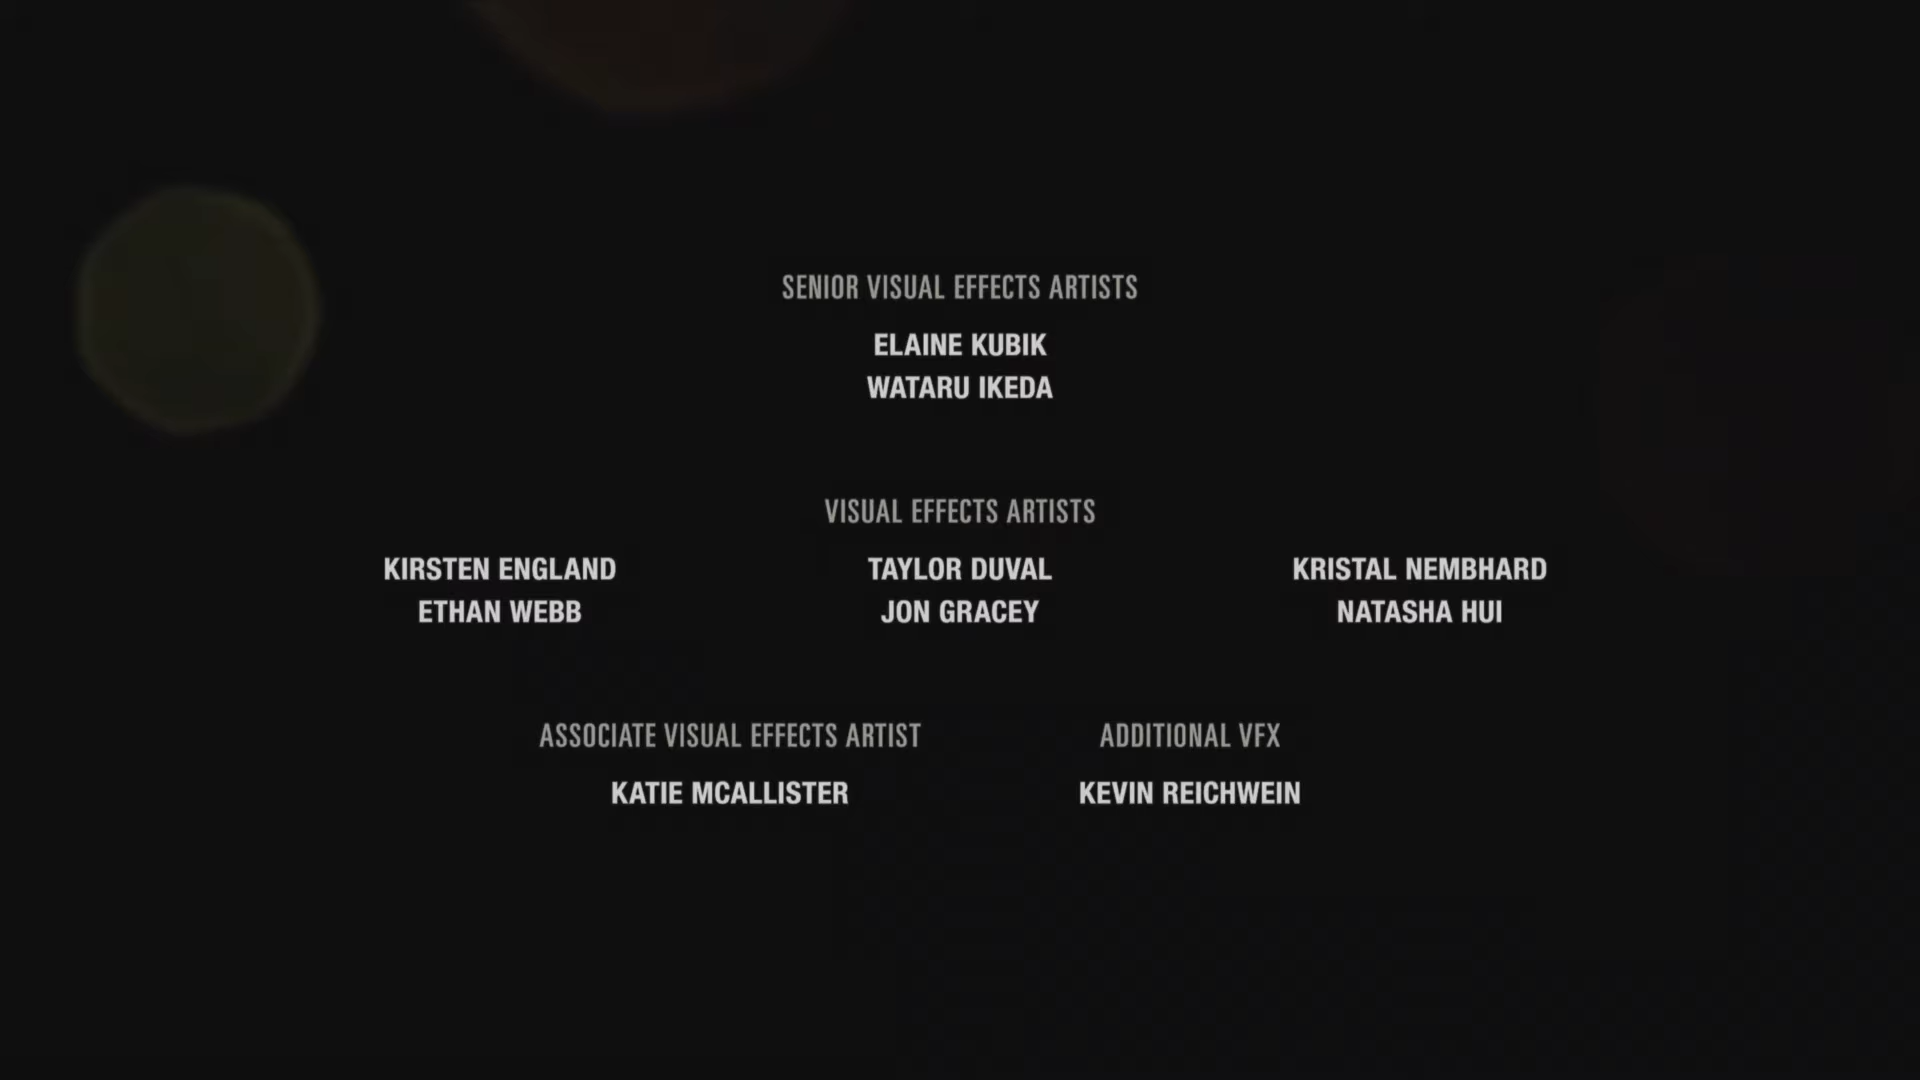 SENIOR VISUAL EFFECTS ARTISTS
ELAINE KUBIK
WATARU IKEDA
VISUAL EFFECTS ARTISTS
KIRSTEN ENGLAND TAYLOR DUVAL KRISTAL NEMBHARD
ETHAN WEBB JON GRACEY NATASHA HUI
ASSOCIATE VISUAL EFFECTS ARTIST ADDITIONAL VFX
KATIE MCALLISTER KEVIN REICHWEIN